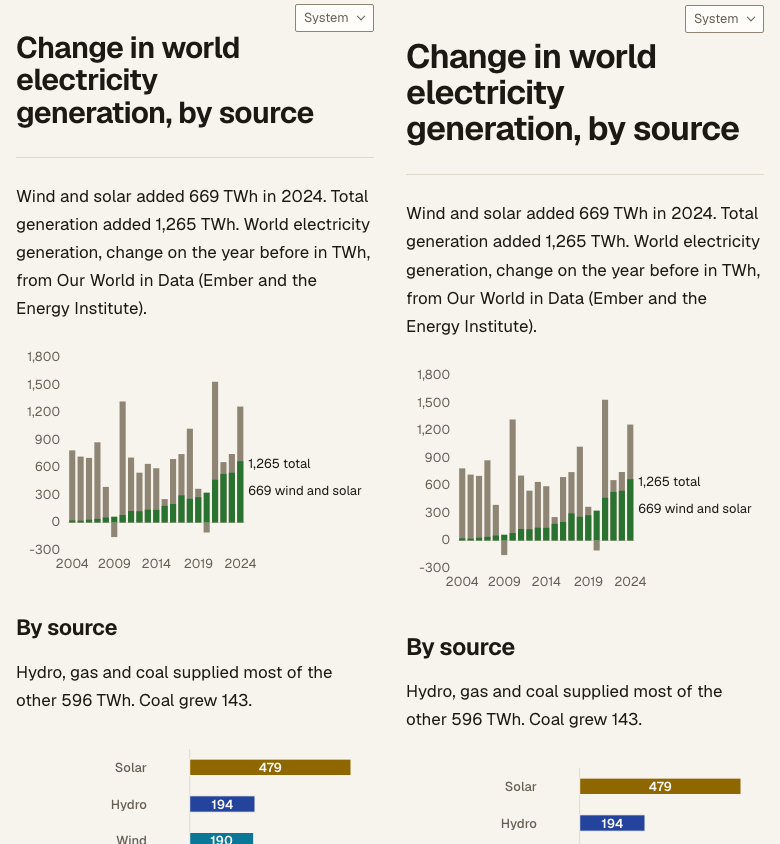 System
Change in world
electricity
generation, by source
Wind and solar added 669 TWh in 2024. Total
generation added 1,265 TWh. World electricity
generation, change on the year before in TWh,
from Our World in Data (Ember and the
Energy Institute).
1,800
1,500
1,200
900
600
300
0
-300
1,265 total
669 wind and solar
2004 2009 2014 2019 2024
By source
Hydro, gas and coal supplied most of the
other 596 TWh. Coal grew 143.
Solar 479
Hydro 194
Wind 190
System
Change in world
electricity
generation, by source
Wind and solar added 669 TWh in 2024. Total
generation added 1,265 TWh. World electricity
generation, change on the year before in TWh,
from Our World in Data (Ember and the
Energy Institute).
1,800
1,500
1,200
900
600
300
0
-300
1,265 total
669 wind and solar
2004 2009 2014 2019 2024
By source
Hydro, gas and coal supplied most of the
other 596 TWh. Coal grew 143.
Solar 479
Hydro 194